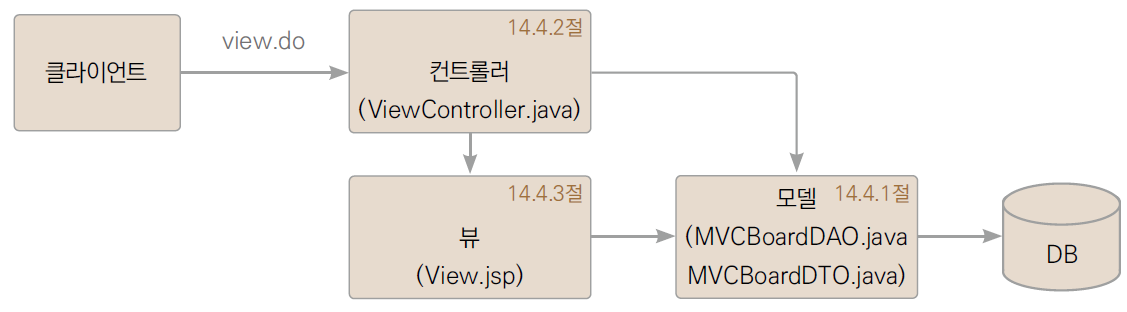 클라이언트
view.do
14.4.2절
컨트롤러
(ViewController.java)
14.4.3절
뷰
(View.jsp)
14.4.1절
모델
(MVCBoardDAO.java
MVCBoardDTO.java)
DB